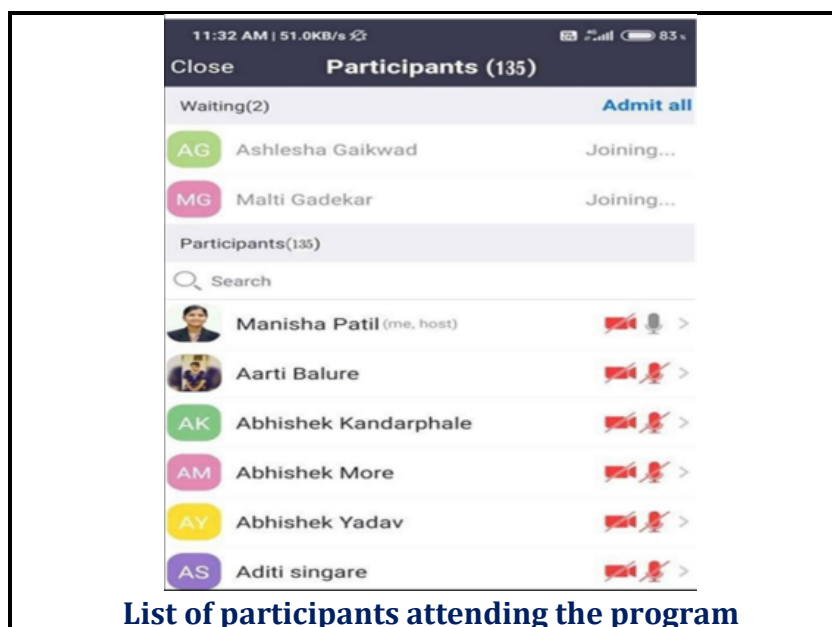 11:32 AM | 51.0KB/s 83
Close Participants (135)
Waiting(2) Admit all
AG Ashlesha Gaikwad Joining...
MG Malti Gadekar Joining...
Participants(135)
Search
Manisha Patil (me, host)
Aarti Balure
AK Abhishek Kandarphale
AM Abhishek More
AY Abhishek Yadav
AS Aditi singare
List of participants attending the program